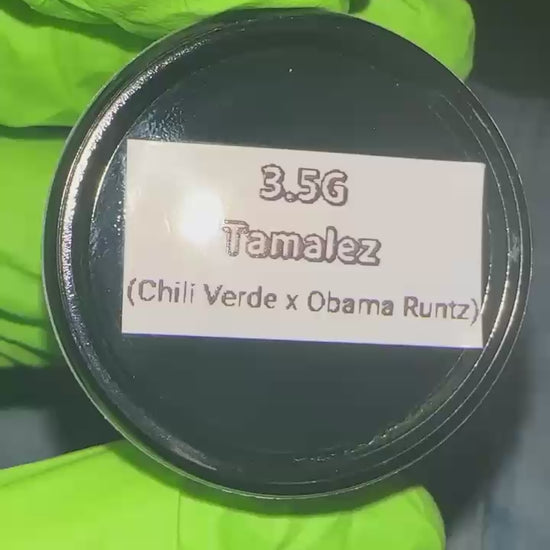 3.5G
Tamalez
(Chili Verde x Obama Runtz)